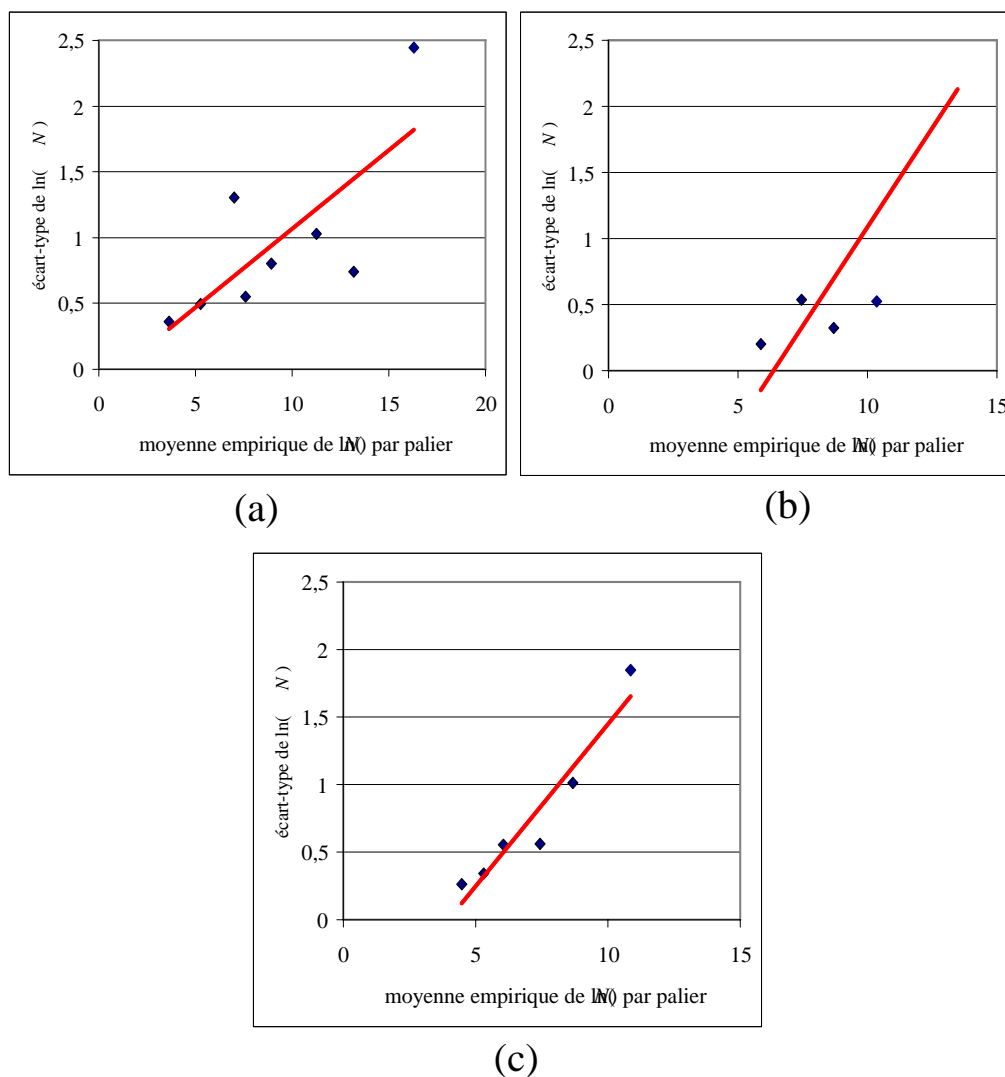 2,5
2
1,5
1
0,5
0
0 5 10 15 20
écart-type de ln( N )
moyenne empirique de ln(N) par palier
(a)
2,5
2
1,5
1
0,5
0
0 5 10 15
écart-type de ln( N )
moyenne empirique de ln(N) par palier
(b)
2,5
2
1,5
1
0,5
0
0 5 10 15
écart-type de ln( N )
moyenne empirique de ln(N) par palier
(c)